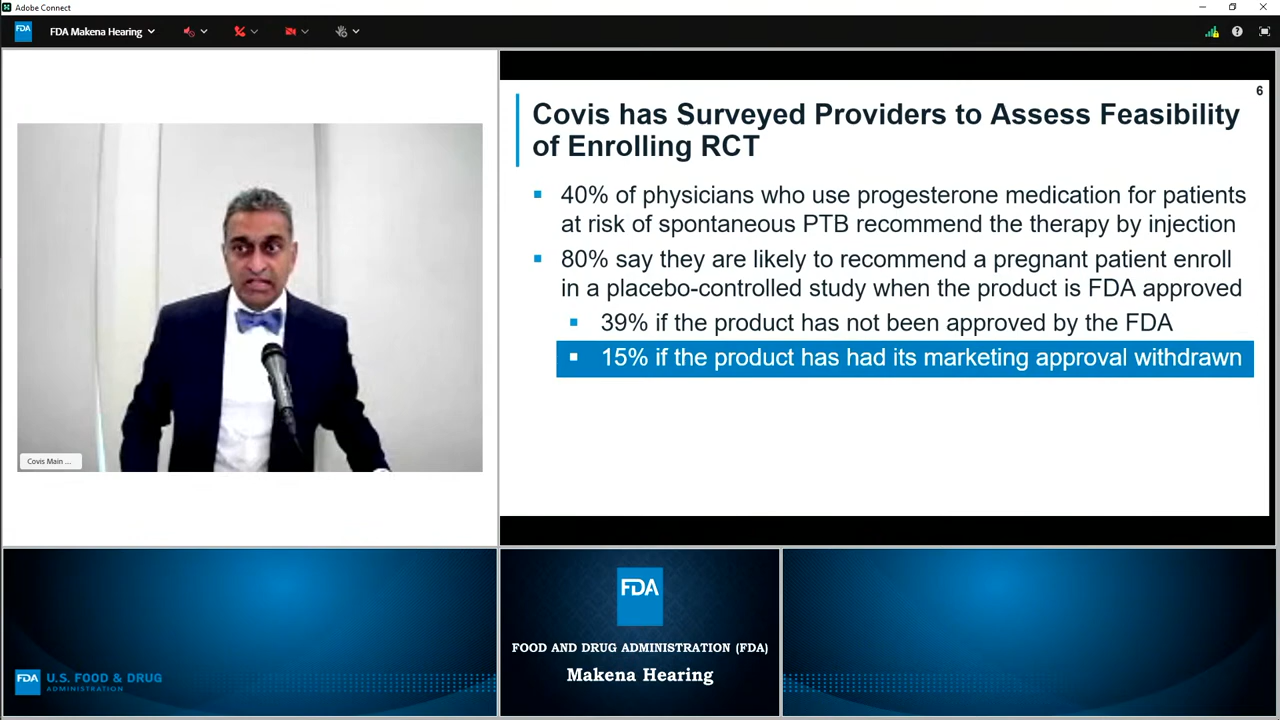 Adobe Connect
FDA
FDA Makena Hearing
6
Covis has Surveyed Providers to Assess Feasibility
of Enrolling RCT
40% of physicians who use progesterone medication for patients
at risk of spontaneous PTB recommend the therapy by injection
80% say they are likely to recommend a pregnant patient enroll
in a placebo-controlled study when the product is FDA approved
39% if the product has not been approved by the FDA
15% if the product has had its marketing approval withdrawn
Covis Main ...
FDA
U.S. FOOD & DRUG
ADMINISTRATION
FDA
FOOD AND DRUG ADMINISTRATION (FDA)
Makena Hearing